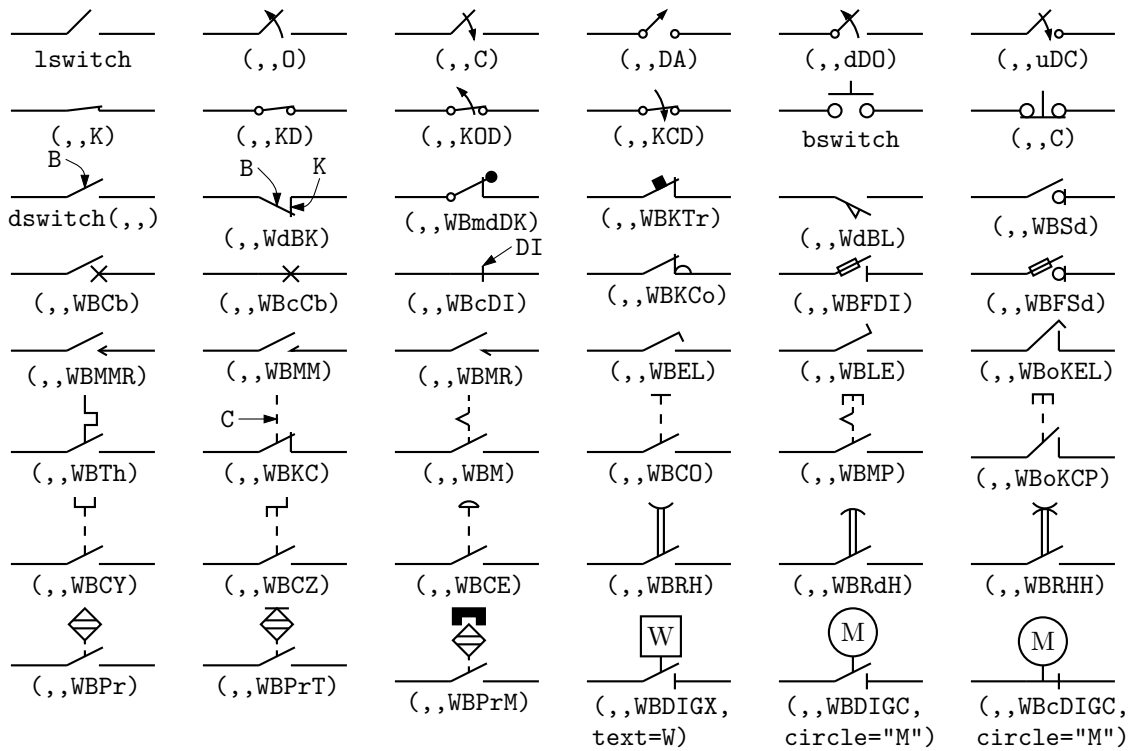 lswitch
(,,O)
(,,C)
(,,DA)
(,,dDO)
(,,uDC)
(,,K)
(,,KD)
(,,KOD)
(,,KCD)
bswitch
(,,C)
B
dswitch(,,)
B
K
(,,WdBK)
(,,WBmdDK)
(,,WBKTr)
(,,WdBL)
(,,WBSd)
(,,WBCb)
(,,WBcCb)
DI
(,,WBcDI)
(,,WBKCo)
(,,WBFDI)
(,,WBFSd)
(,,WBMMR)
(,,WBMM)
(,,WBMR)
(,,WBEL)
(,,WBLE)
(,,WBoKEL)
(,,WBTh)
C
(,,WBKC)
(,,WBM)
(,,WBCO)
(,,WBMP)
(,,WBoKCP)
(,,WBCY)
(,,WBCZ)
(,,WBCE)
(,,WBRH)
(,,WBRdH)
(,,WBRHH)
(,,WBPr)
(,,WBPrT)
(,,WBPrM)
W
(,,WBDIGX,
text=W)
M
(,,WBDIGC,
circle="M")
M
(,,WBcDIGC,
circle="M")